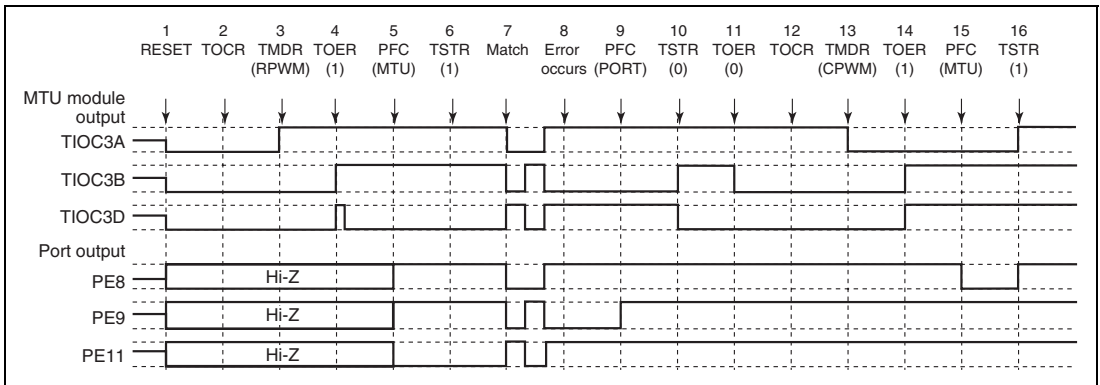 1 2 3 4 5 6 7 8 9 10 11 12 13 14 15 16
RESET TOCR TMDR TOER PFC TSTR Match Error PFC TSTR TOER TOCR TMDR TOER PFC TSTR
(RPWM) (1) (MTU) (1) occurs (PORT) (0) (0) (CPWM) (1) (MTU) (1)
MTU module
output
TIOC3A
TIOC3B
TIOC3D
Port output
PE8 Hi-Z
PE9 Hi-Z
PE11 Hi-Z